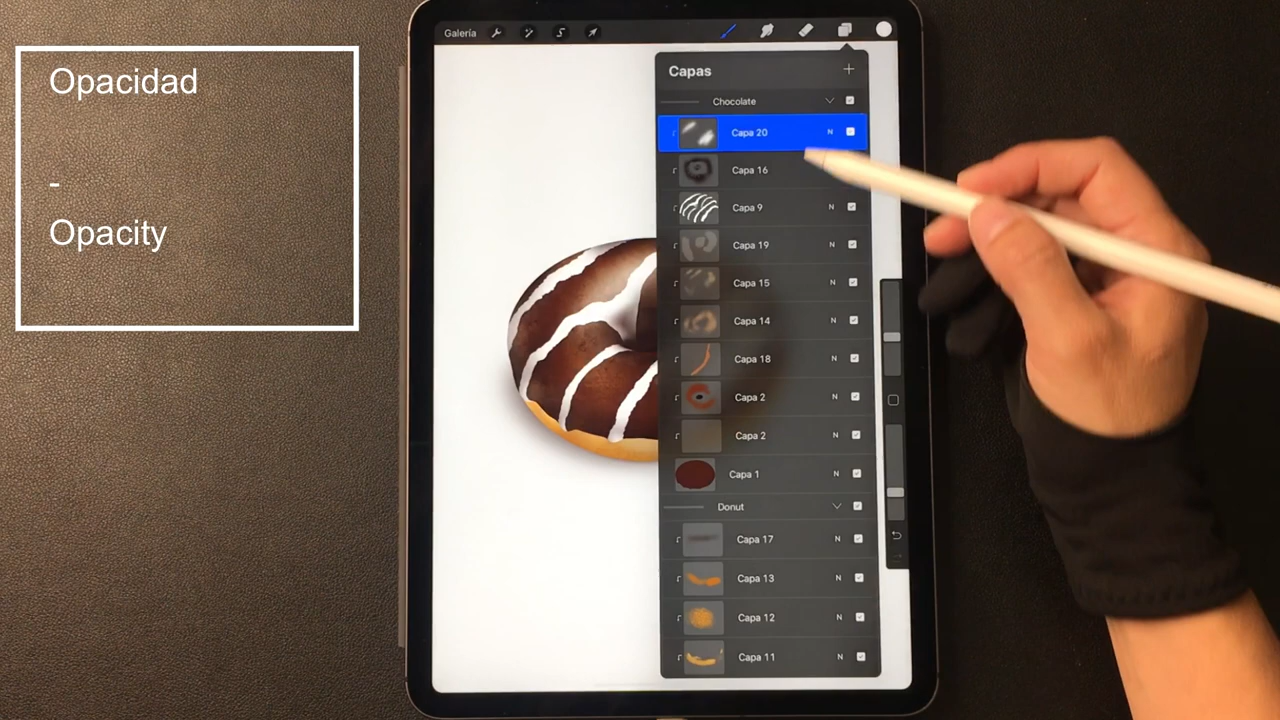 Opacidad
-
Opacity
Galería
Capas
Chocolate
Capa 20 N
Capa 16
Capa 9 N
Capa 19 N
Capa 15 N
Capa 14 N
Capa 18 N
Capa 2 N
Capa 2 N
Capa 1 N
Donut
Capa 17 N
Capa 13 N
Capa 12 N
Capa 11 N